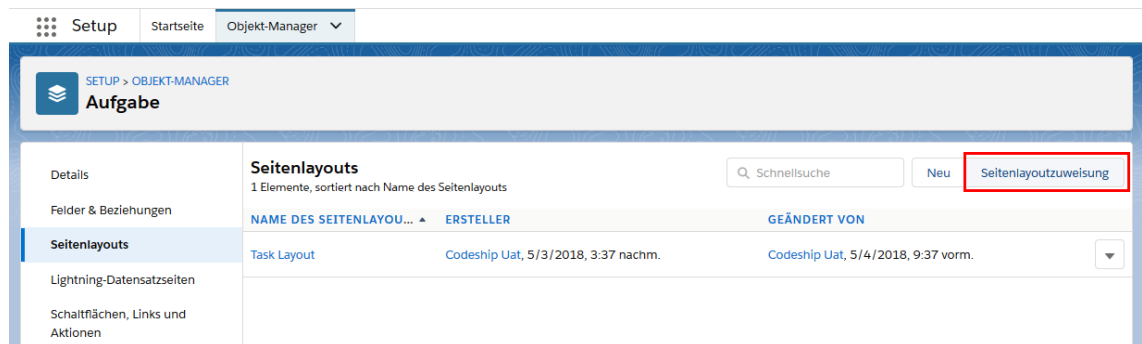 Setup Startseite Objekt-Manager
SETUP > OBJEKT-MANAGER
Aufgabe
Details
Felder & Beziehungen
Seitenlayouts
Lightning-Datensatzseiten
Schaltflächen, Links und
Aktionen
Seitenlayouts
1 Elemente, sortiert nach Name des Seitenlayouts
Schnellsuche Neu Seitenlayoutzuweisung
NAME DES SEITENLAYOU... ERSTELLER GEÄNDERT VON
Task Layout Codeship Uat, 5/3/2018, 3:37 nachm. Codeship Uat, 5/4/2018, 9:37 vorm.